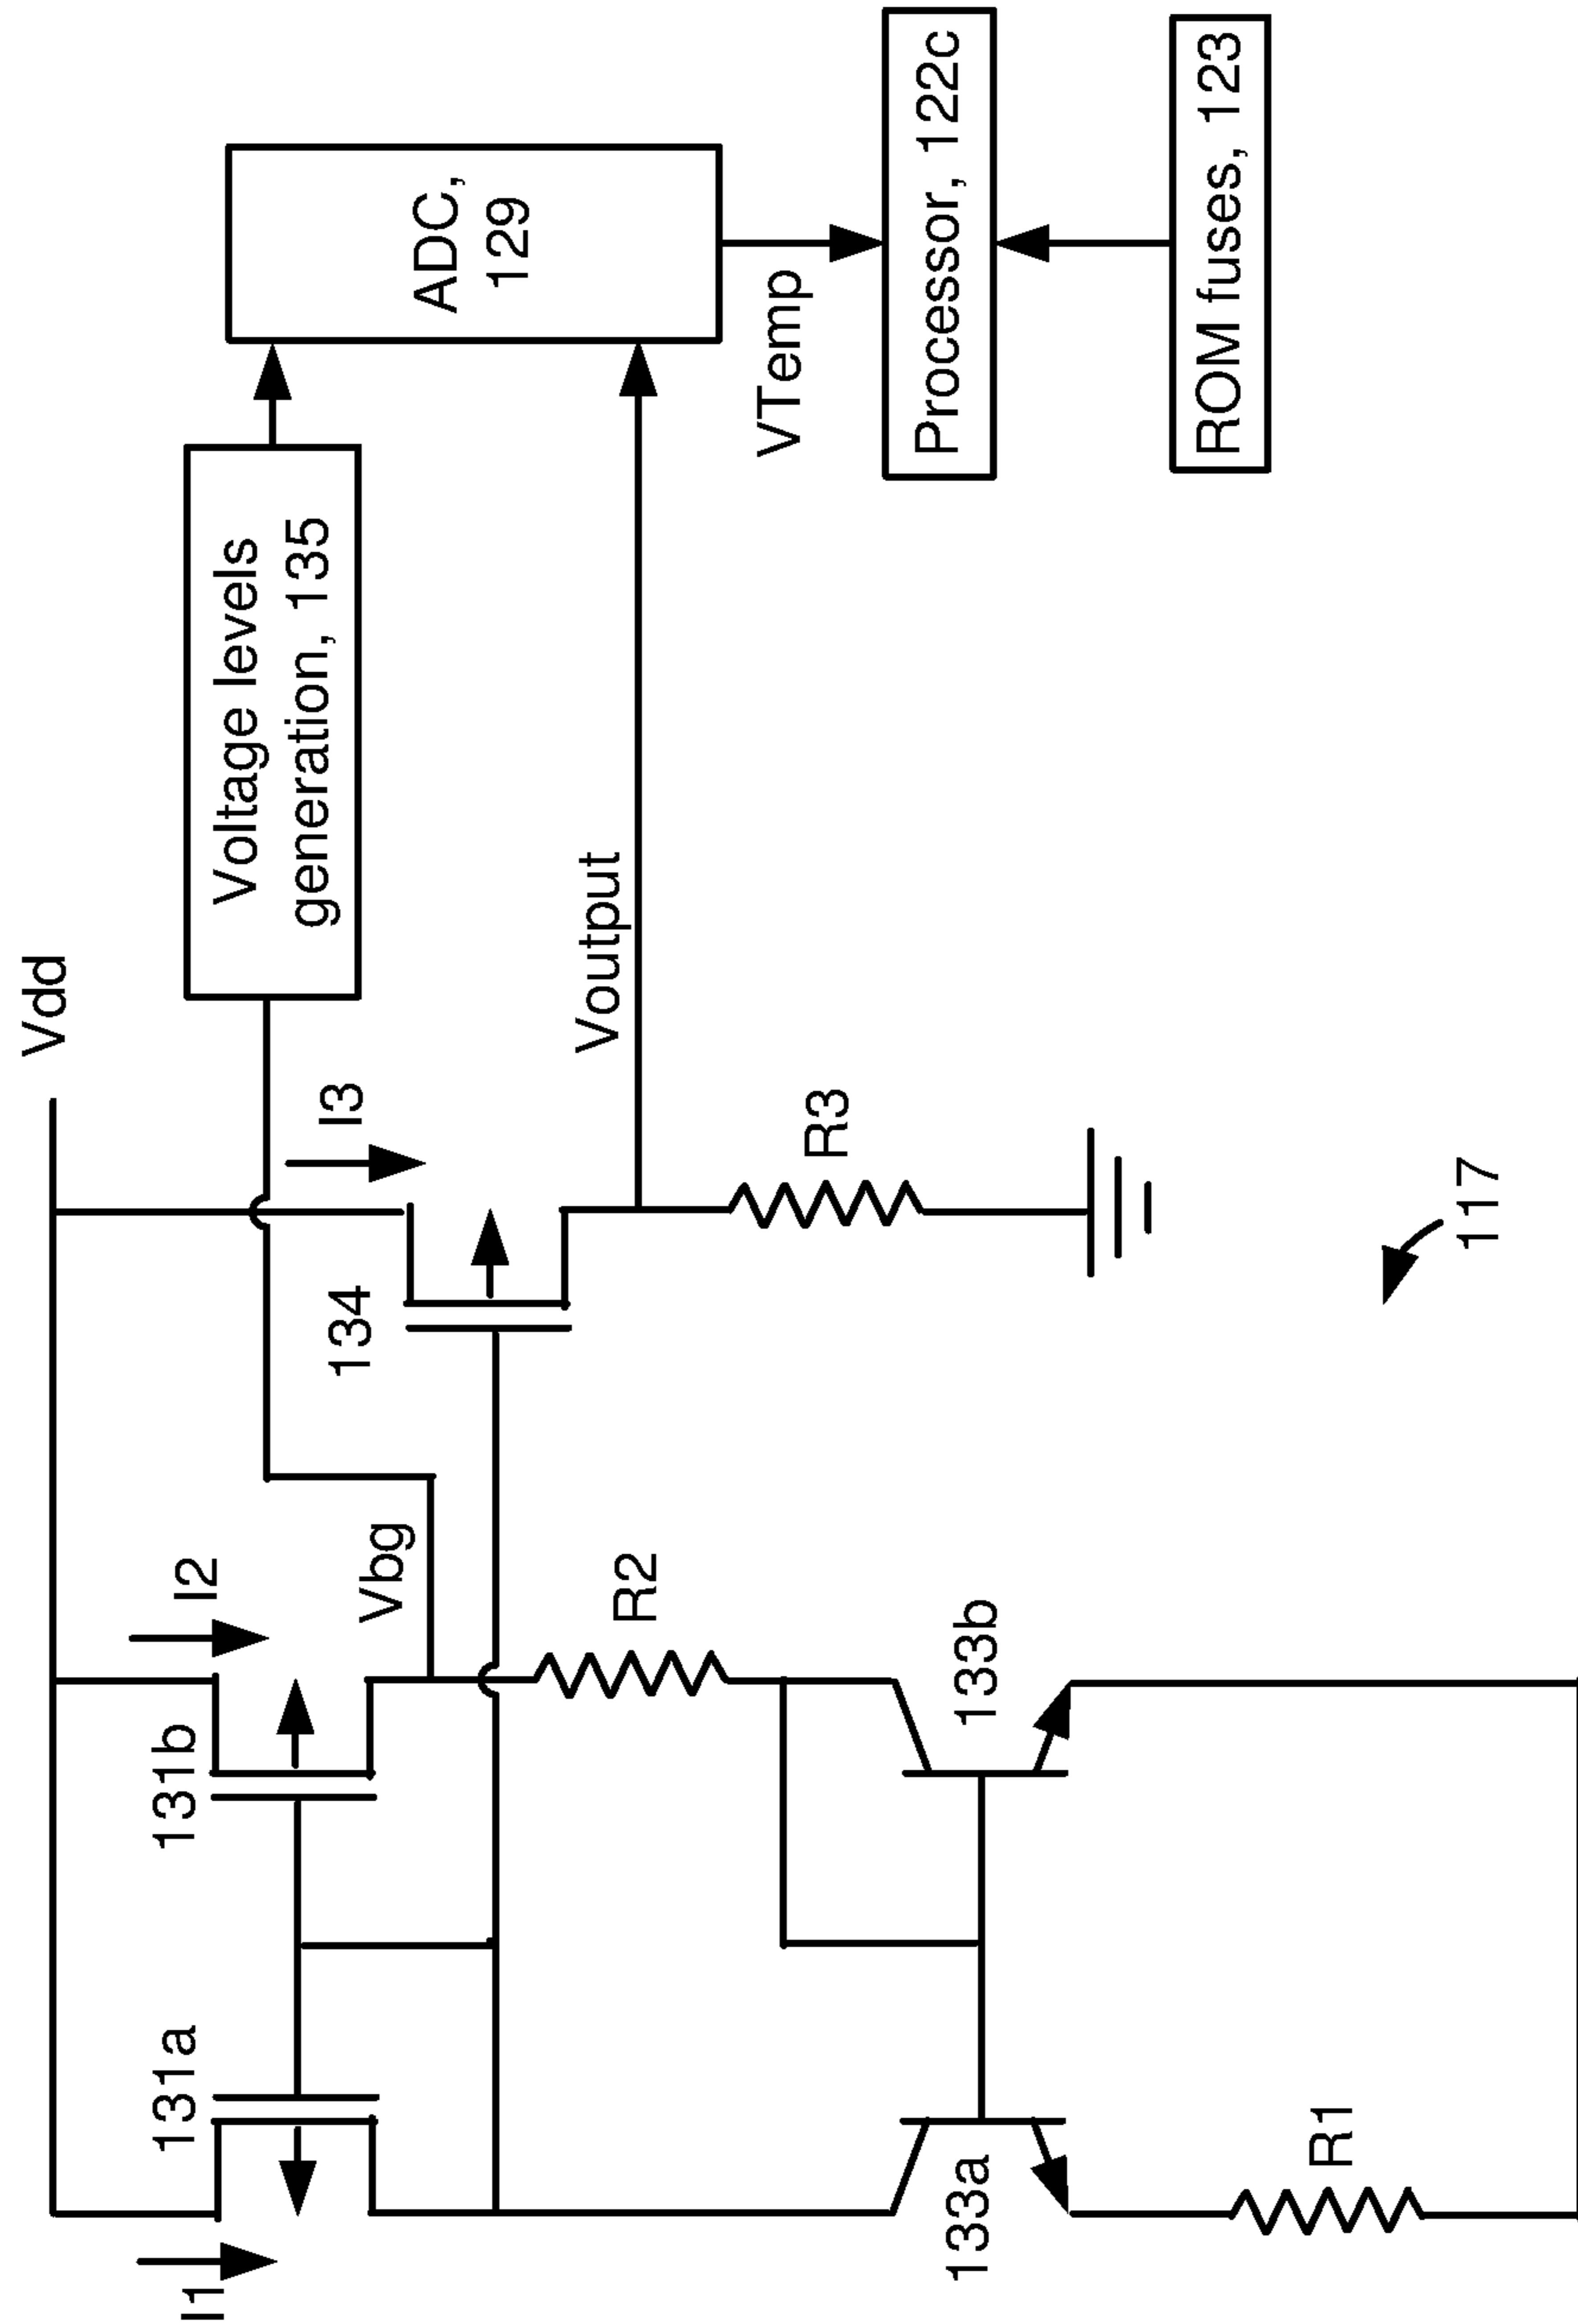 Vdd
I1
131a
131b
I2
Vbg
134
I3
Voltage levels
generation, 135
ADC,
129
Voutput
VTemp
R2
R3
Processor, 122c
133a
133b
ROM fuses, 123
R1
117